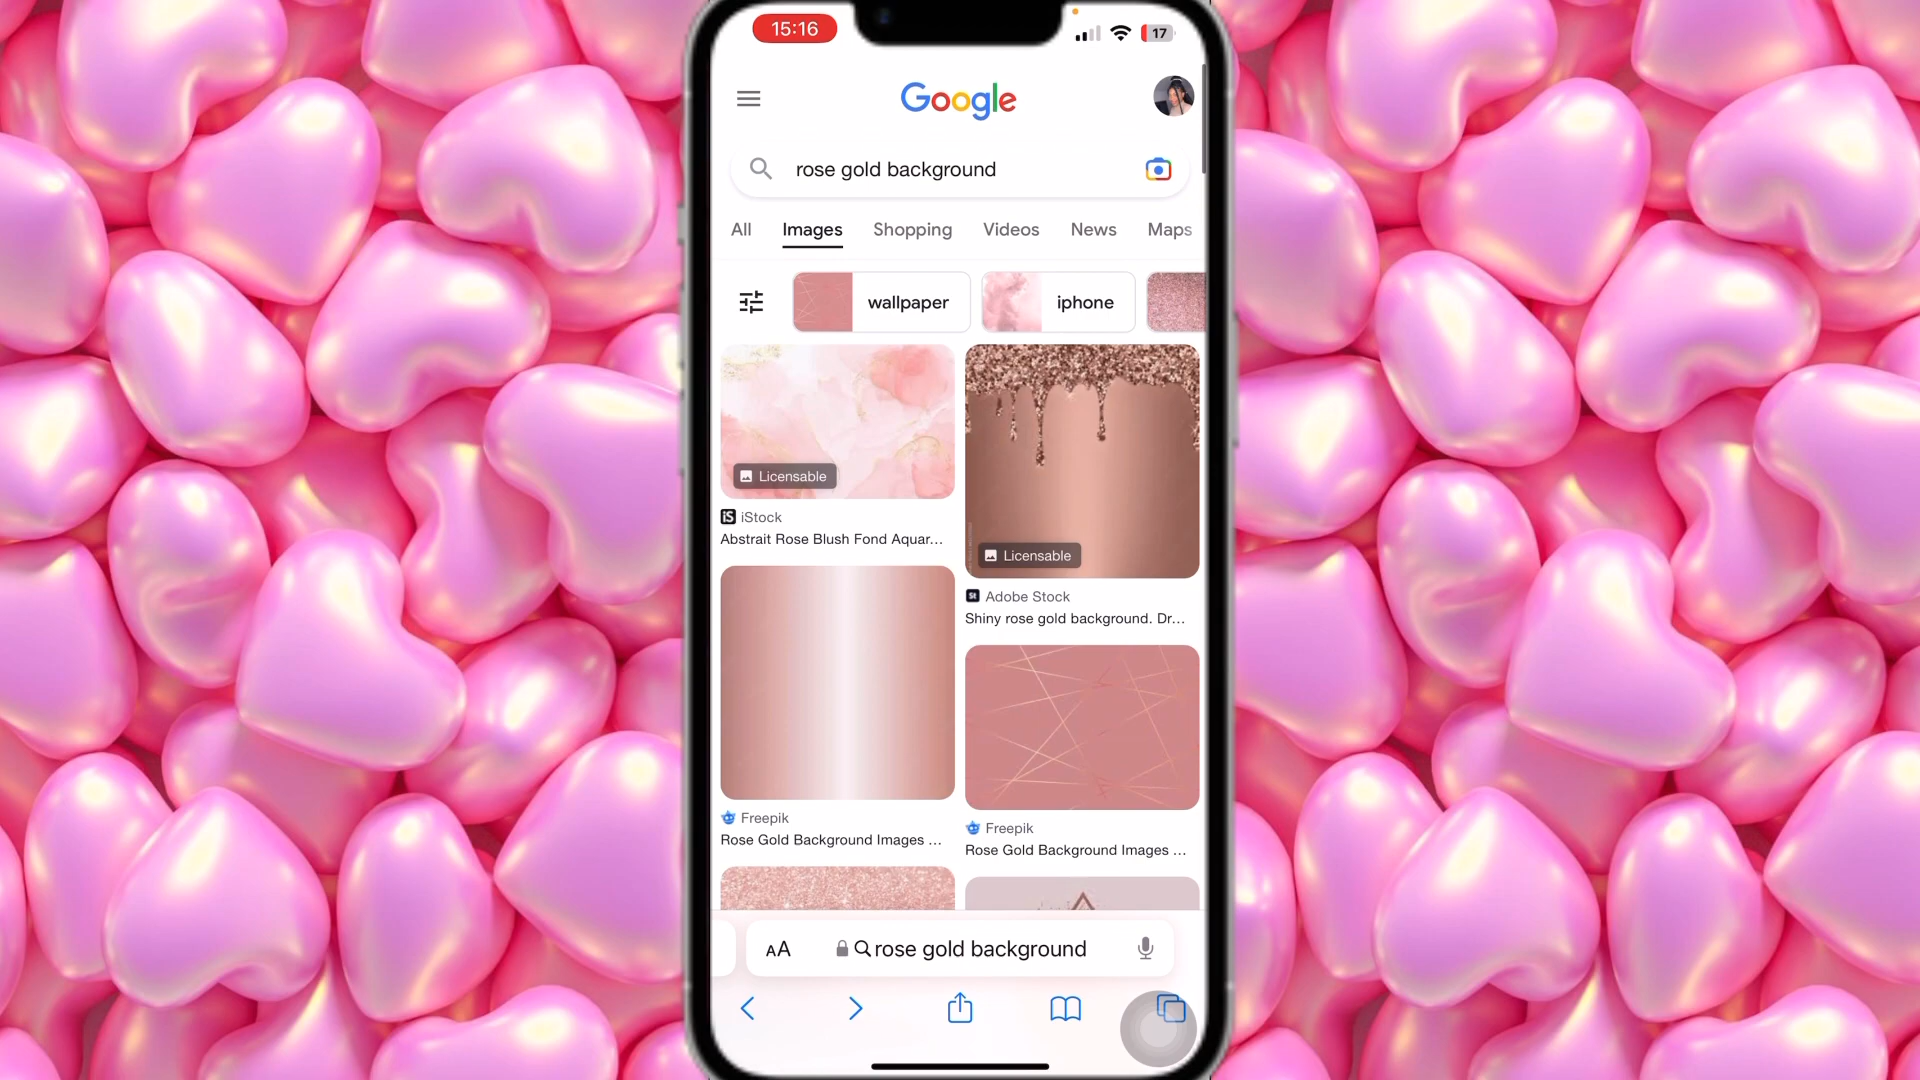 15:16
17
Google
rose gold background
All Images Shopping Videos News Maps
wallpaper iphone
Licensable
iS iStock
Abstrait Rose Blush Fond Aquar...
Licensable
St Adobe Stock
Shiny rose gold background. Dr...
Freepik
Rose Gold Background Images ...
Freepik
Rose Gold Background Images ...
AA rose gold background